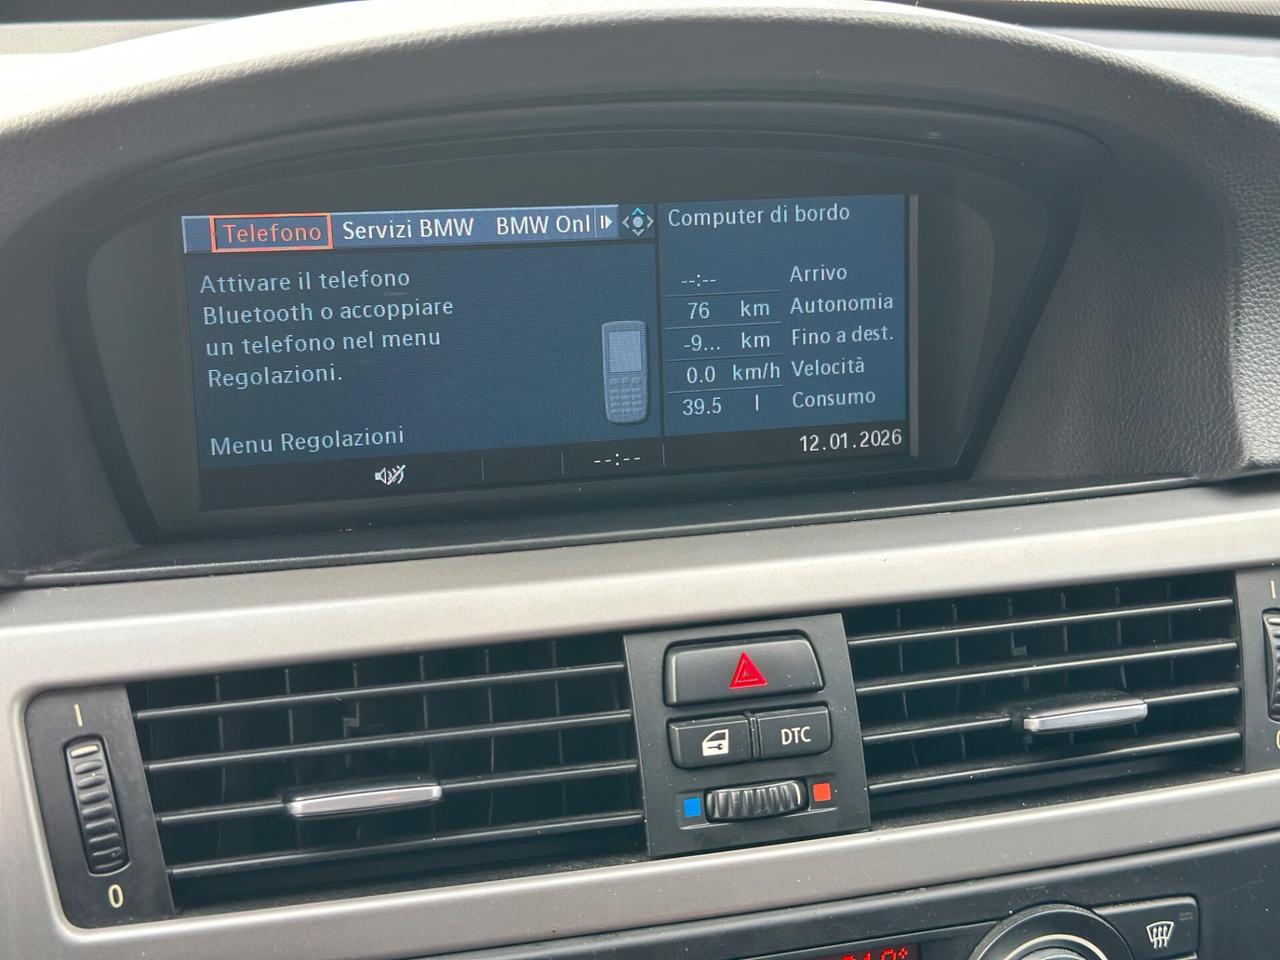 Telefono Servizi BMW BMW Onl
Attivare il telefono
Bluetooth o accoppiare
un telefono nel menu
Regolazioni.
Menu Regolazioni
--:--
Computer di bordo
--:-- Arrivo
76 km Autonomia
-9... km Fino a dest.
0.0 km/h Velocità
39.5 l Consumo
12.01.2026
I
0
DTC
I